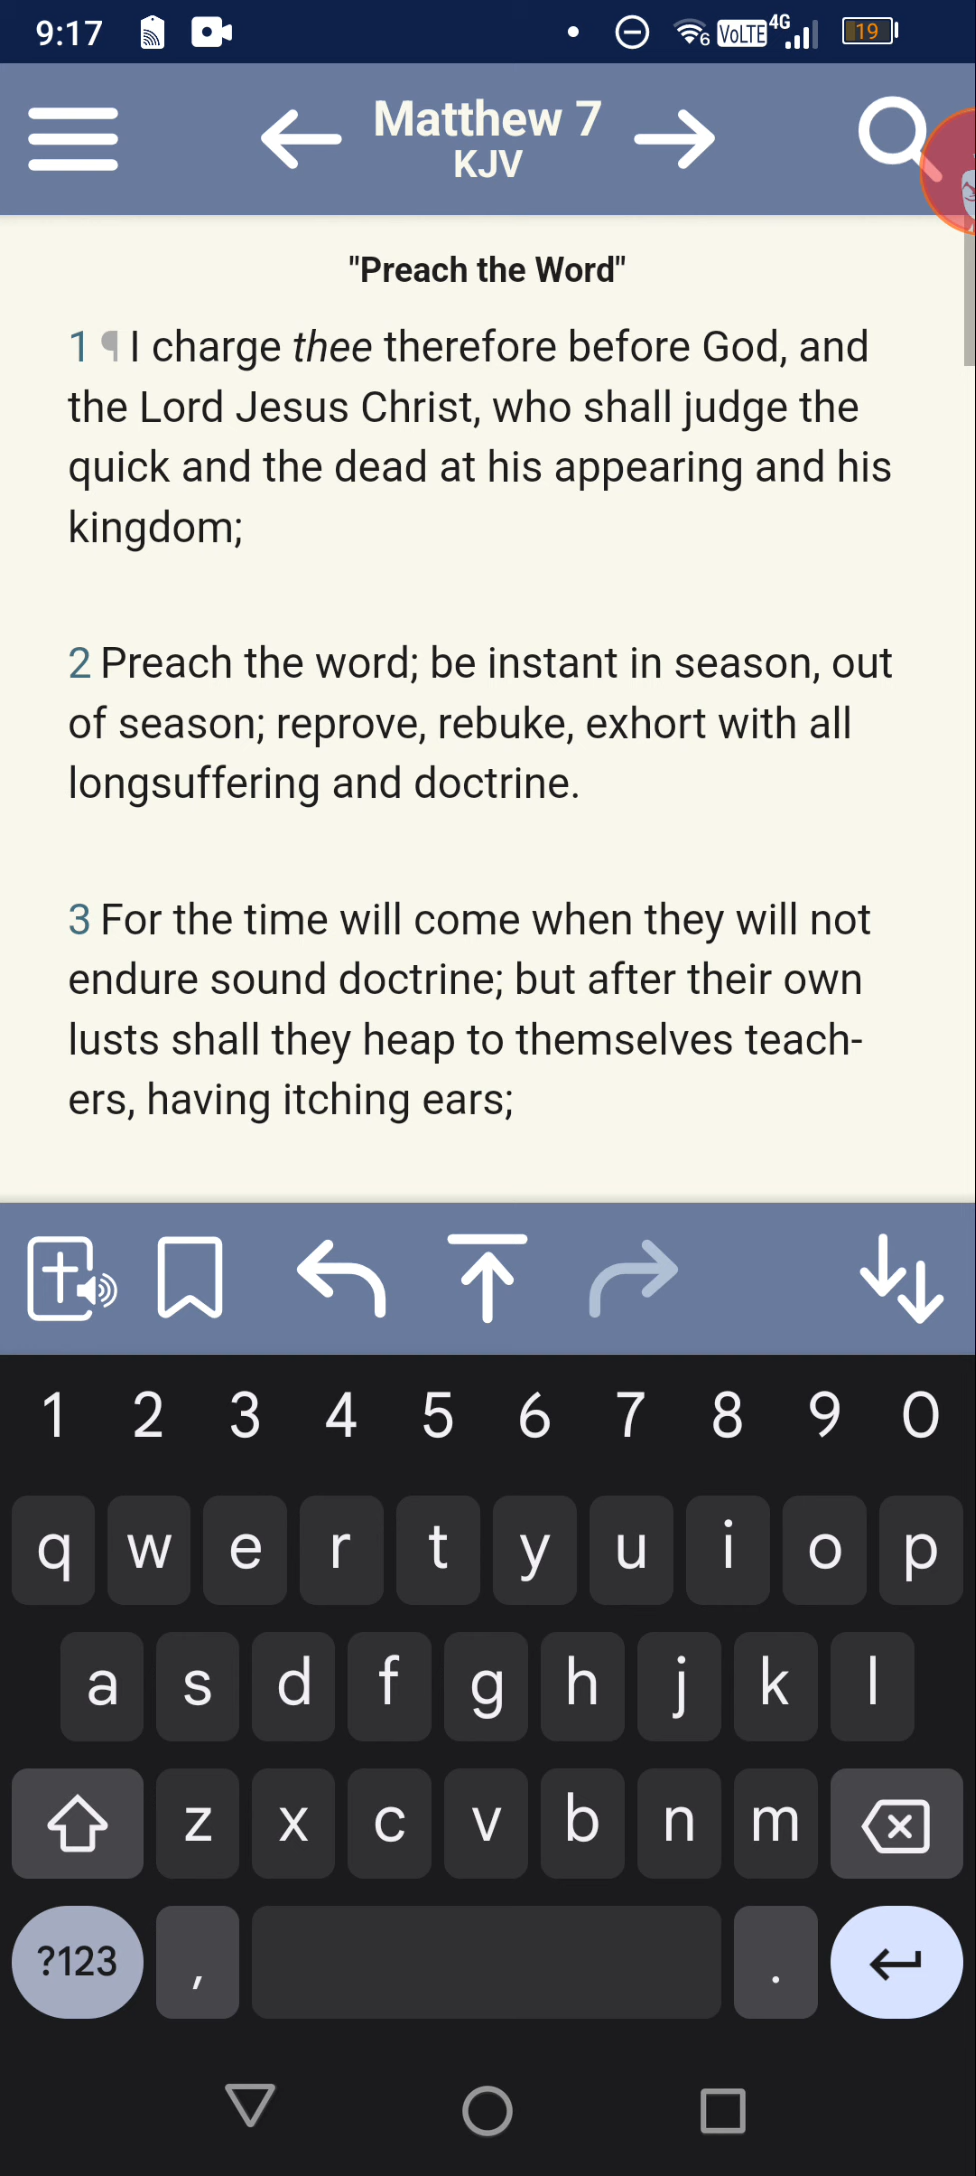 9:17
6 VoLTE 4G 19
Matthew 7
KJV
"Preach the Word"
1 ¶ I charge thee therefore before God, and
the Lord Jesus Christ, who shall judge the
quick and the dead at his appearing and his
kingdom;
2 Preach the word; be instant in season, out
of season; reprove, rebuke, exhort with all
longsuffering and doctrine.
3 For the time will come when they will not
endure sound doctrine; but after their own
lusts shall they heap to themselves teach-
ers, having itching ears;
1 2 3 4 5 6 7 8 9 0
q w e r t y u i o p
a s d f g h j k l
z x c v b n m
?123 , .